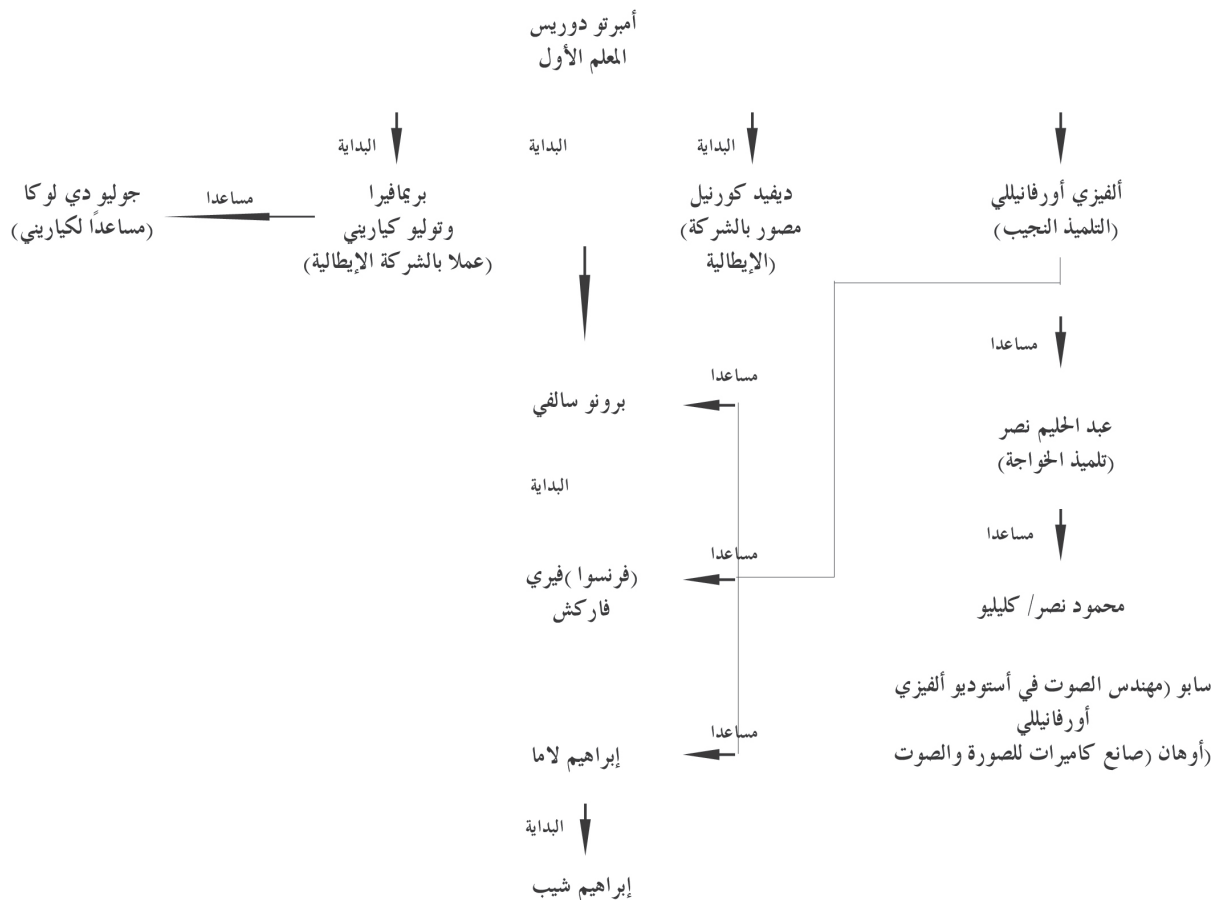 أمبرتو دوريس
المعلم الأول
البداية
البداية
البداية
ألفيزي أورفانيللي
(التلميذ النجيب)
ديفيد كورنيل
مصور بالشركة
الإيطالية)
بريمافيرا
وتوليو كياريني
(عملا بالشركة الإيطالية)
مساعدا
جوليو دي لوكا
(مساعدًا لكياريني)
مساعدا
عبد الحليم نصر
(تلميذ الخواجة)
مساعدا
محمود نصر/ كليليو
سابو (مهندس الصوت في أستوديو ألفيزي
أورفانيللي
(أوهان (صانع كاميرات للصورة والصوت
مساعدا
برونو سالفي
البداية
مساعدا
(فرنسوا )فيري
فاركش
مساعدا
إبراهيم لاما
البداية
إبراهيم شيب